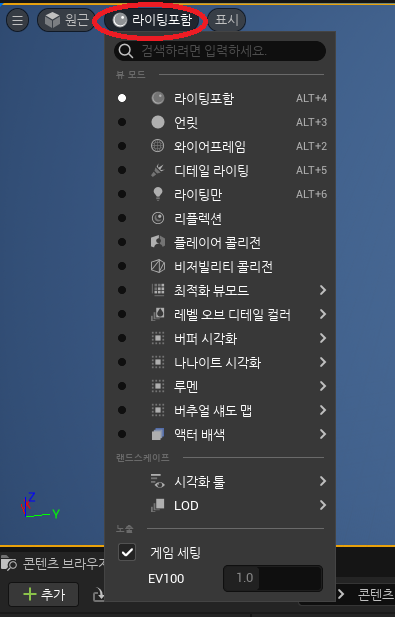 원근 라이팅포함 표시
검색하려면 입력하세요.
뷰 모드
라이팅포함 ALT+4
언릿 ALT+3
와이어프레임 ALT+2
디테일 라이팅 ALT+5
라이팅만 ALT+6
리플렉션
플레이어 콜리전
비저빌리티 콜리전
최적화 뷰모드
레벨 오브 디테일 컬러
버퍼 시각화
나나이트 시각화
루멘
버추얼 섀도 맵
액터 배색
랜드스케이프
시각화 툴
LOD
Z
Y
노출
게임 세팅
콘텐츠 브라우저
EV100 1.0
추가 콘텐츠